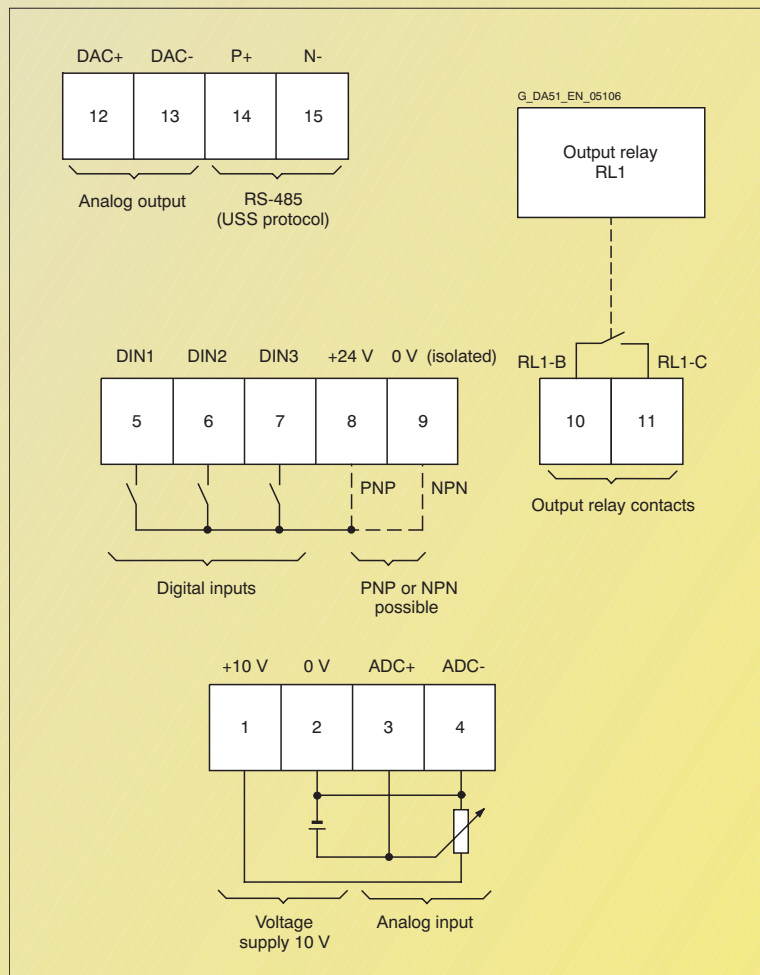 DAC+ DAC- P+ N-
12 13 14 15
Analog output
RS-485
(USS protocol)
G_DA51_EN_05106
Output relay
RL1
RL1-B RL1-C
10 11
Output relay contacts
DIN1 DIN2 DIN3 +24 V 0 V (isolated)
5 6 7 8 9
PNP NPN
Digital inputs
PNP or NPN
possible
+10 V 0 V ADC+ ADC-
1 2 3 4
Voltage
supply 10 V
Analog input